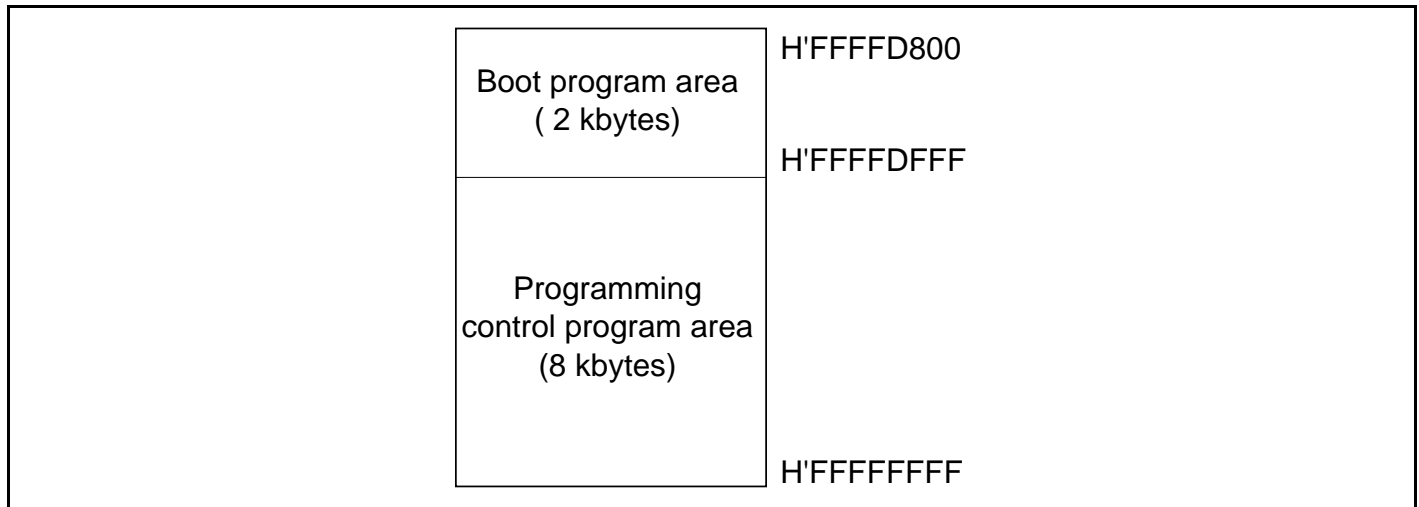 H'FFFFD800
Boot program area
( 2 kbytes)
H'FFFFDFFF
Programming
control program area
(8 kbytes)
H'FFFFFFFF